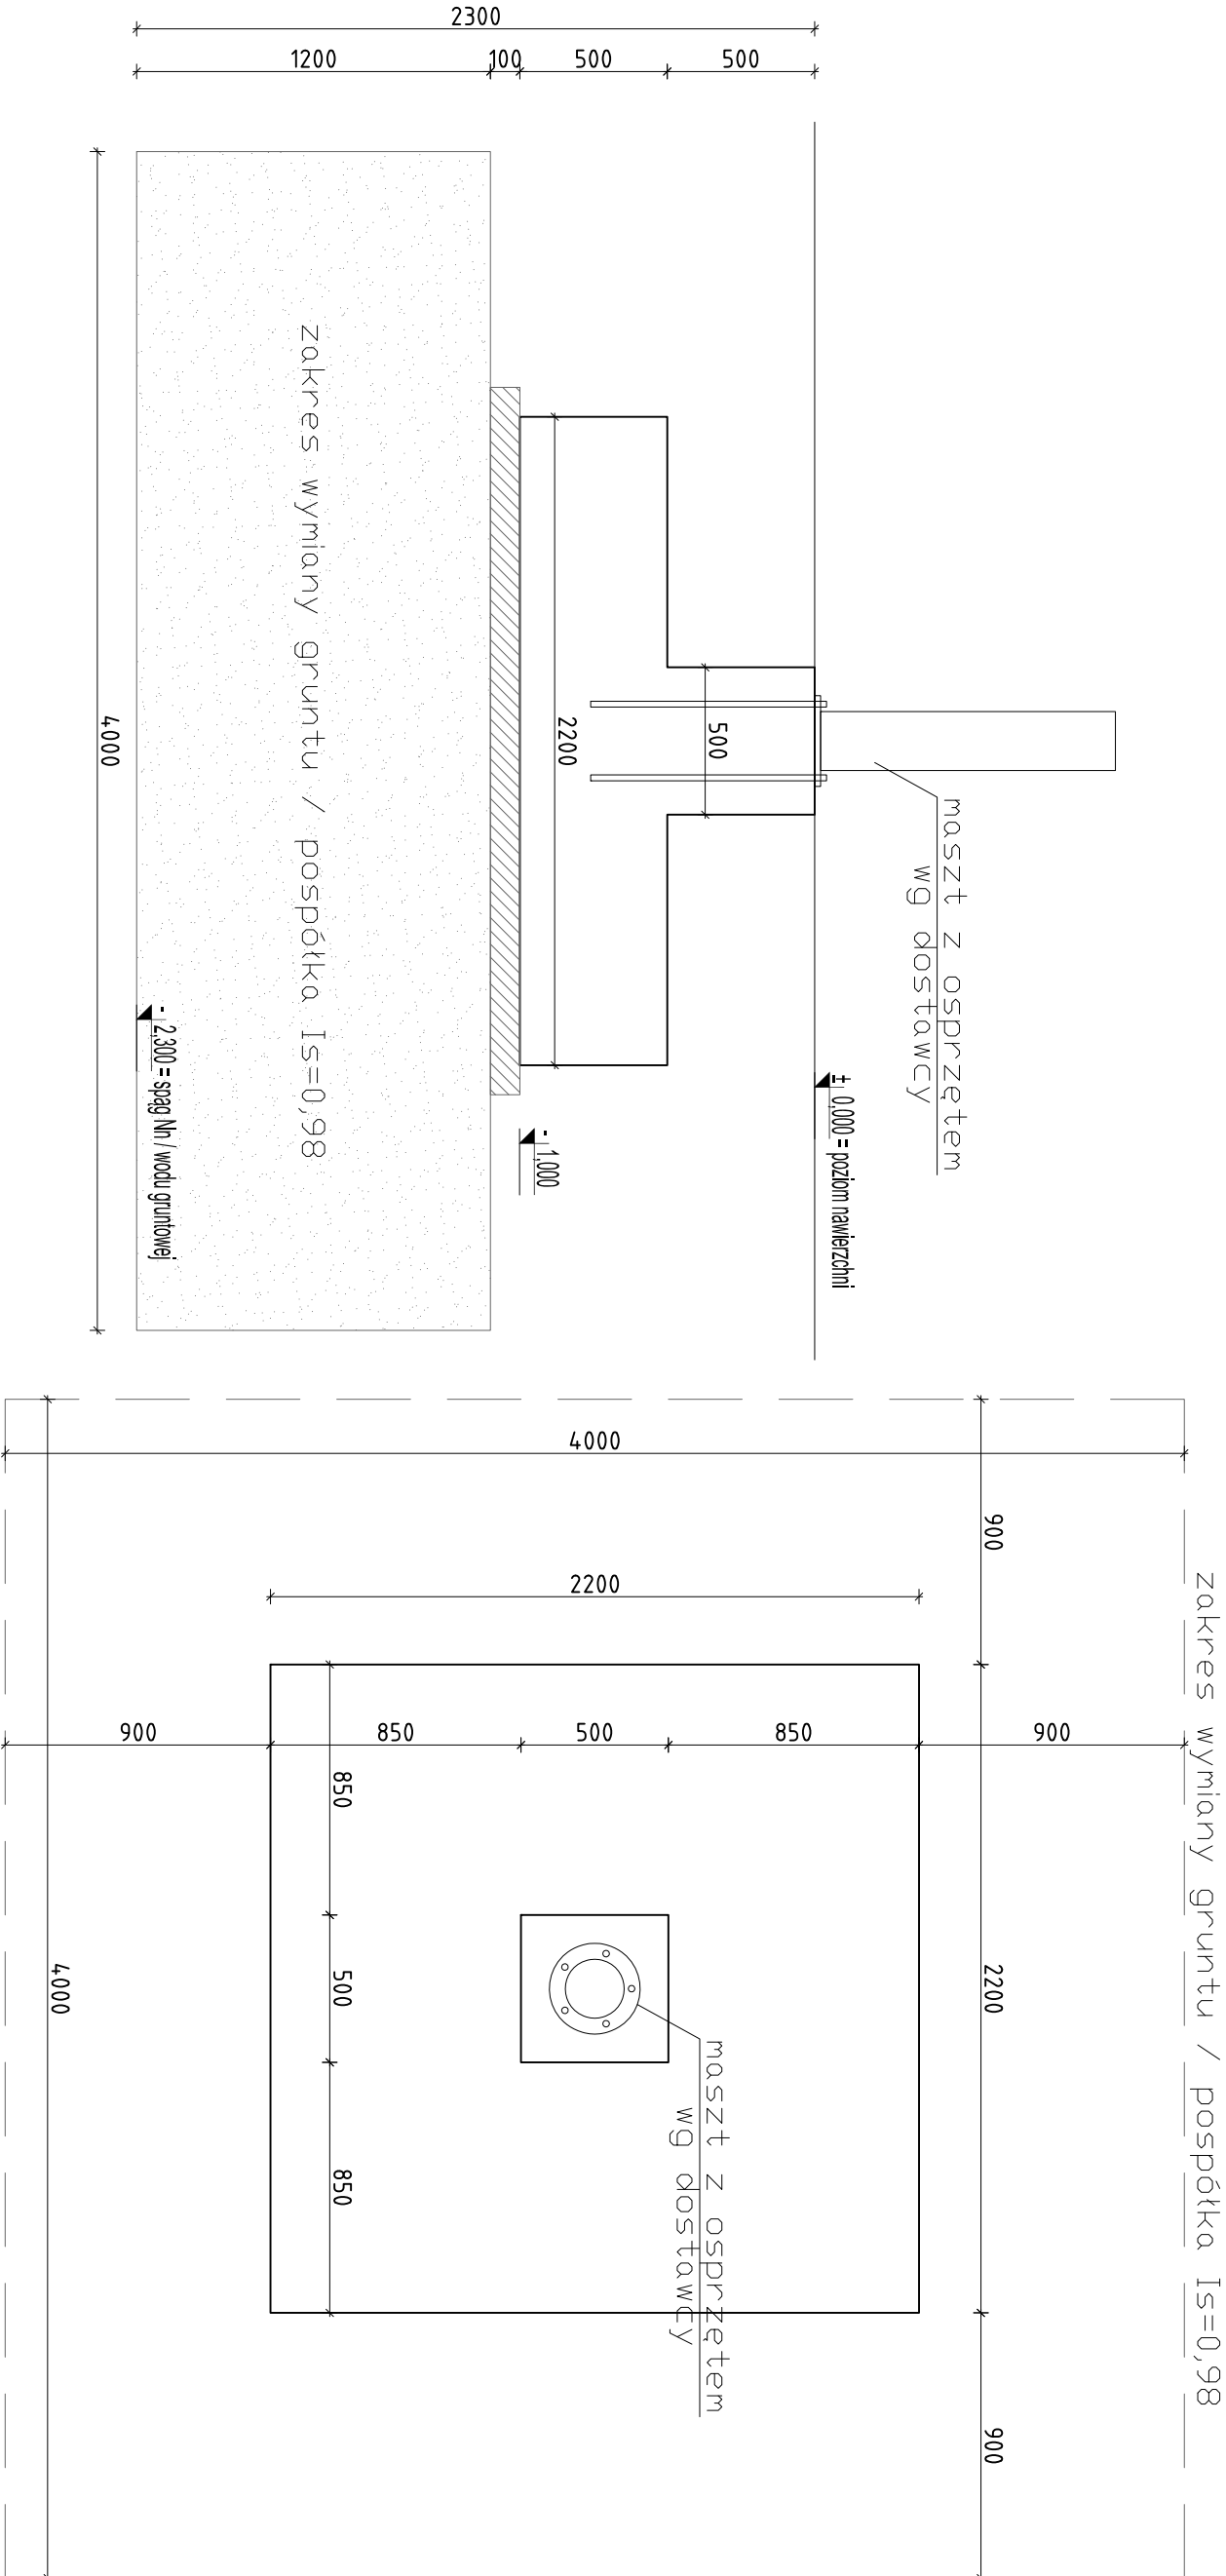 2300
1200
100
500
500
maszt z osprzętem
wg dostawcy
± 0,000 = poziom nawierzchni
500
2200
- 1,000
zakres wymiany gruntu / pospółka Is=0,98
- 2,300 = spąg Nn / wodu gruntowej
4000
zakres wymiany gruntu / pospółka Is=0,98
4000
900
2200
900
2200
900
850
500
850
900
maszt z osprzętem
wg dostawcy
850
500
850
4000